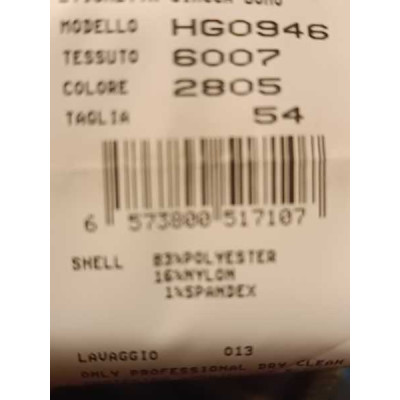 MODELLO HG0946
TESSUTO 6007
COLORE 2805
TAGLIA 54
6 573800 517107
SHELL 83%POLYESTER
16%NYLON
1%SPANDEX
LAVAGGIO 013
ONLY PROFESSIONAL DRY CLEAN